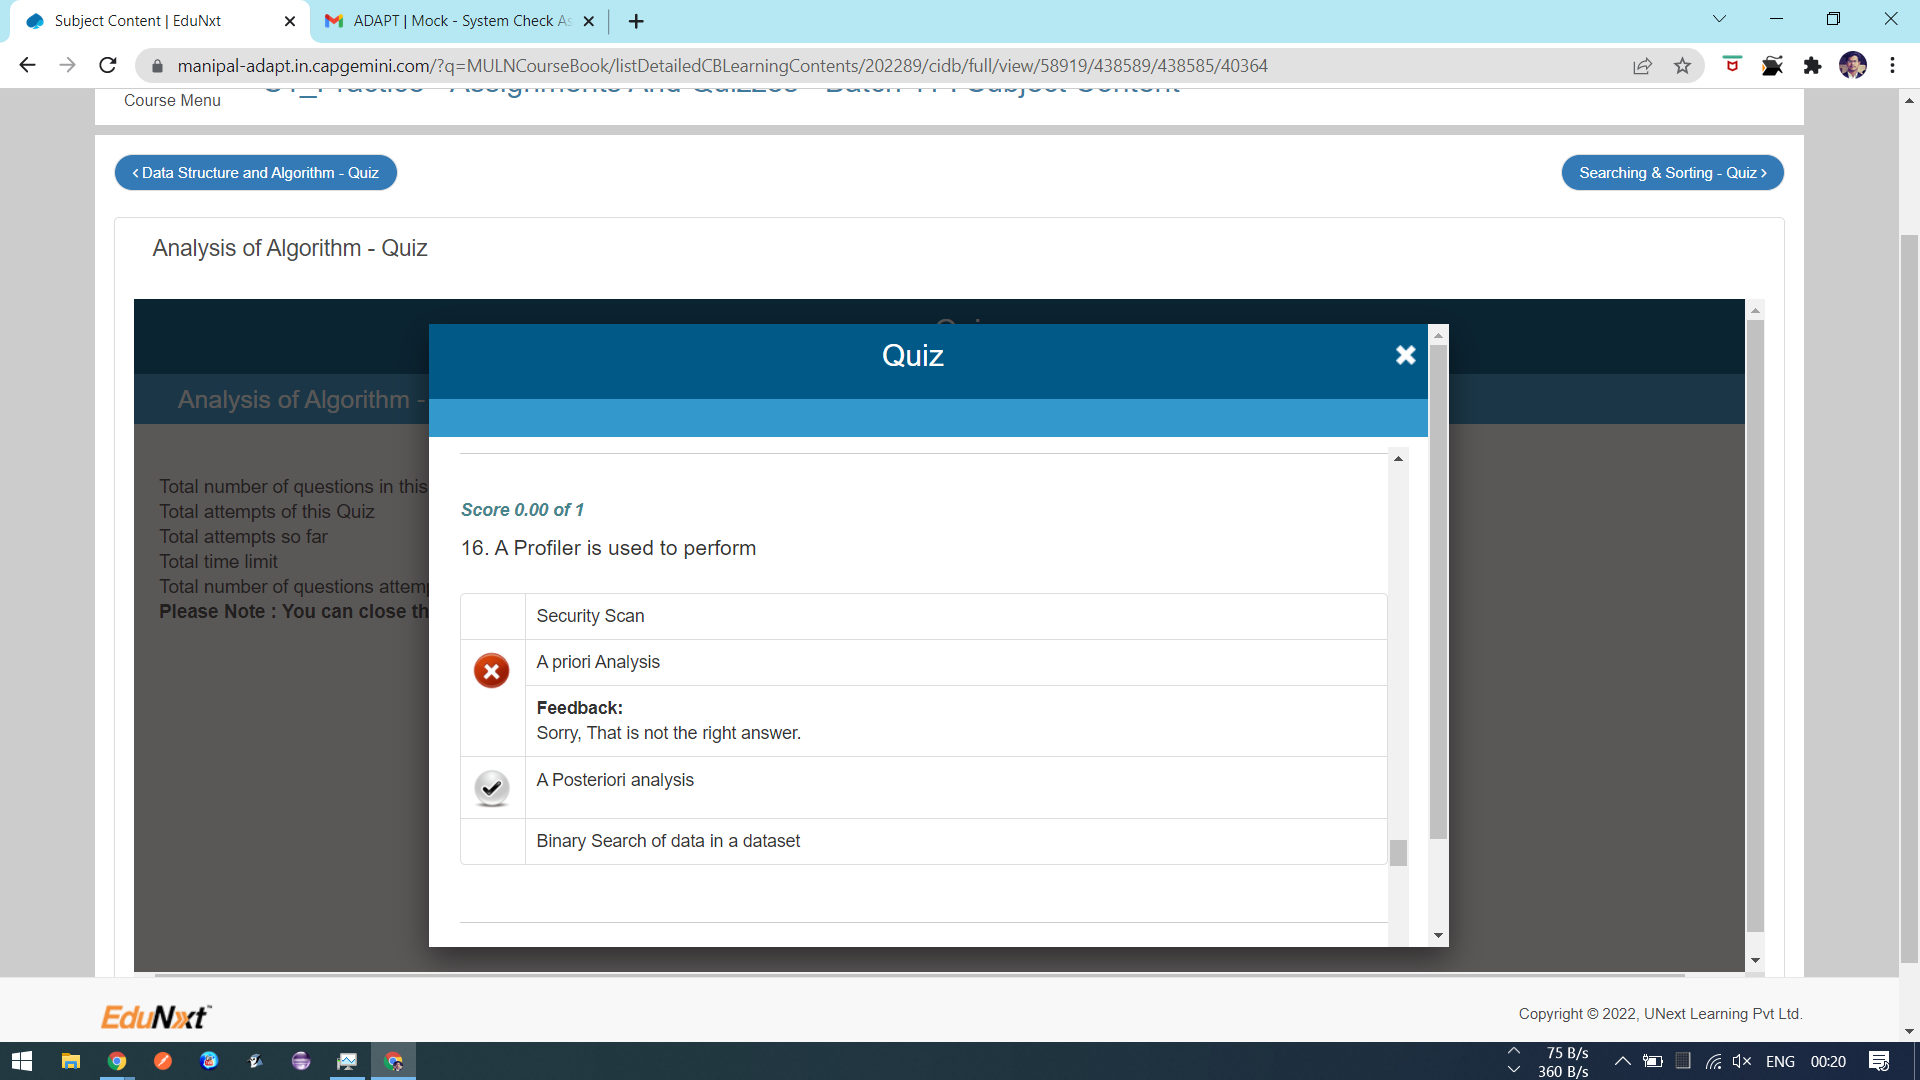 Subject Content | EduNxt
ADAPT | Mock - System Check As
manipal-adapt.in.capgemini.com/?q=MULNCourseBook/listDetailedCBLearningContents/202289/cidb/full/view/58919/438589/438585/40364
Course Menu
< Data Structure and Algorithm - Quiz
Searching & Sorting - Quiz >
Analysis of Algorithm - Quiz
Quiz
Analysis of Algorithm -
Total number of questions in this
Total attempts of this Quiz
Total attempts so far
Total time limit
Total number of questions attemp
Please Note : You can close th
Score 0.00 of 1
16. A Profiler is used to perform
Security Scan
A priori Analysis
Feedback:
Sorry, That is not the right answer.
A Posteriori analysis
Binary Search of data in a dataset
EduNxt
Copyright © 2022, UNext Learning Pvt Ltd.
75 B/s
360 B/s
ENG
00:20